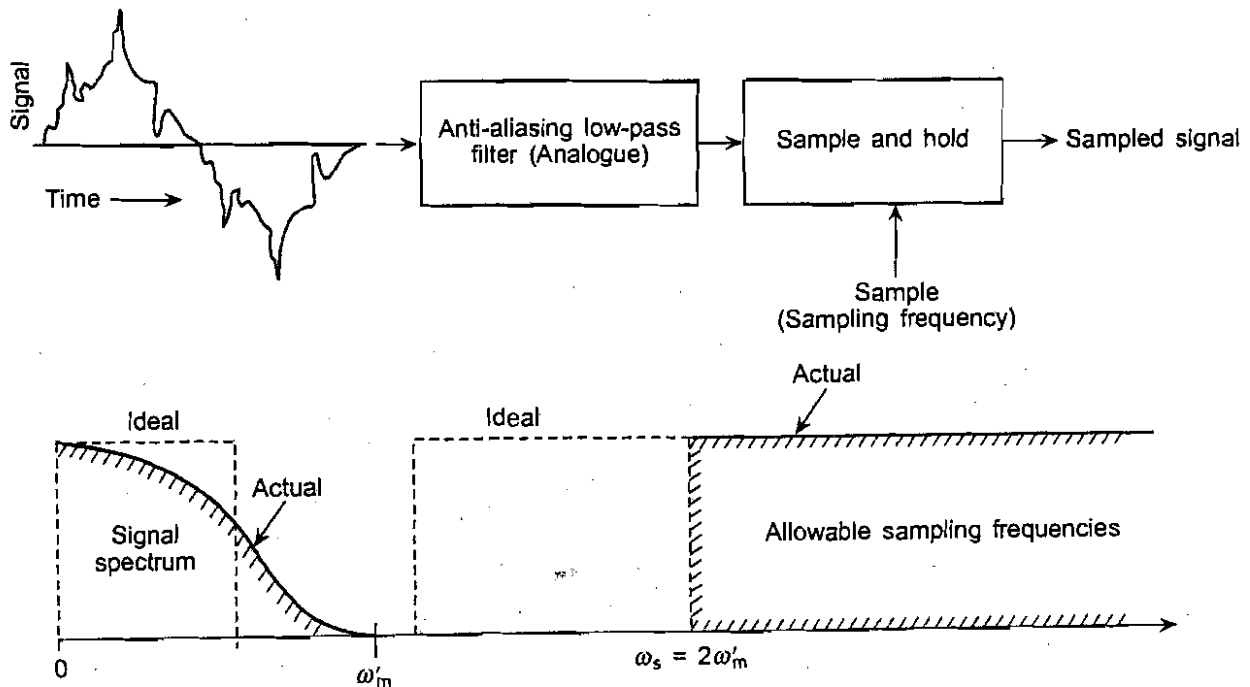 Signal
Time
Anti-aliasing low-pass
filter (Analogue)
Sample and hold
Sampled signal
Sample
(Sampling frequency)
Actual
Ideal
Ideal
Actual
Signal
spectrum
Allowable sampling frequencies
0
ω′m
ωs = 2ω′m